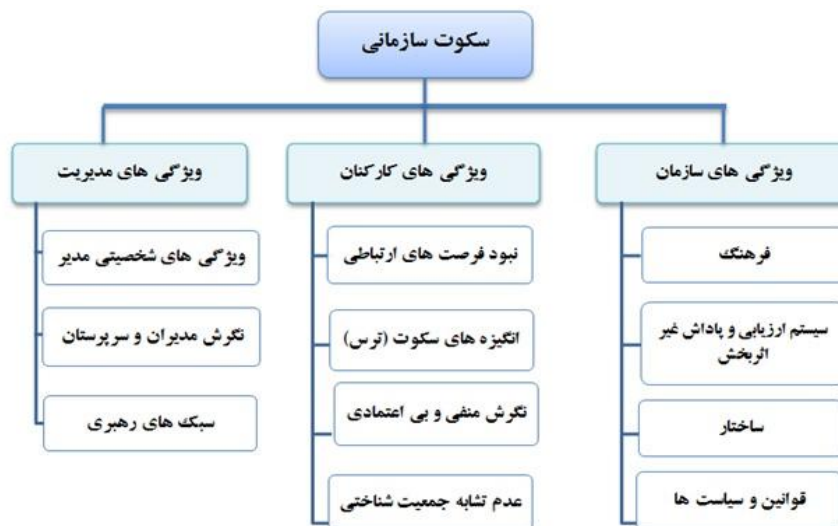 سکوت سازمانی
ویژگی های سازمان
ویژگی های کارکنان
ویژگی های مدیریت
فرهنگ
سیستم ارزیابی و پاداش غیر
اثربخش
ساختار
قوانین و سیاست ها
نبود فرصت های ارتباطی
انگیزه های سکوت (ترس)
نگرش منفی و بی اعتمادی
عدم تشابه جمعیت شناختی
ویژگی های شخصیتی مدیر
نگرش مدیران و سرپرستان
سبک های رهبری